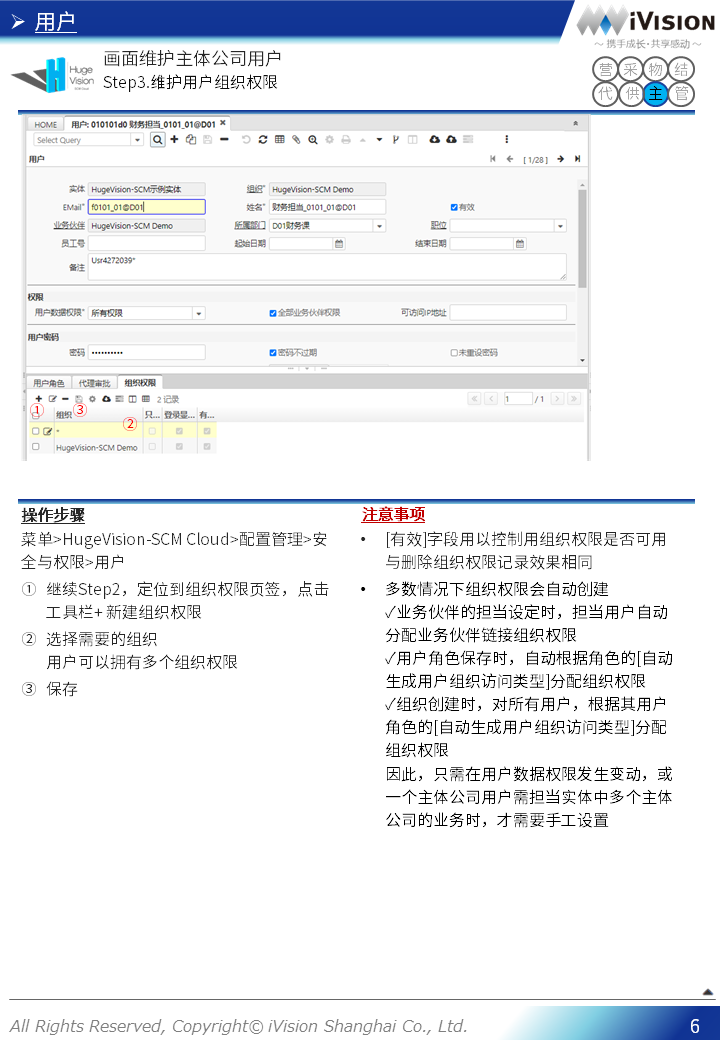 用户
iVISION
～ 携手成长·共享感动 ～
Huge
Vision
画面维护主体公司用户
Step3.维护用户组织权限
营 采 物 结
代 供 主 管
HOME 用户: 010101d0 财务担当_0101_01@D01
Select Query
用户 [ 1/28 ]
实体 HugeVision-SCM示例实体 组织* HugeVision-SCM Demo
EMail* f0101_01@D01 姓名* 财务担当_0101_01@D01 有效
业务伙伴 HugeVision-SCM Demo 所属部门 D01财务课 职位
员工号 起始日期 结束日期
备注 Usr4272039*
权限
用户数据权限* 所有权限 全部业务伙伴权限 可访问IP地址
用户密码
密码 •••••••••• 密码不过期 未重设密码
用户角色 代理审批 组织权限
2 记录 1 / 1
① 组织 ③ ② 只... 登录显... 有...
*
HugeVision-SCM Demo
操作步骤
菜单>HugeVision-SCM Cloud>配置管理>安
全与权限>用户
① 继续Step2，定位到组织权限页签，点击
工具栏+ 新建组织权限
② 选择需要的组织
用户可以拥有多个组织权限
③ 保存
注意事项
• [有效]字段用以控制用组织权限是否可用
与删除组织权限记录效果相同
• 多数情况下组织权限会自动创建
✓业务伙伴的担当设定时，担当用户自动
分配业务伙伴链接组织权限
✓用户角色保存时，自动根据角色的[自动
生成用户组织访问类型]分配组织权限
✓组织创建时，对所有用户，根据其用户
角色的[自动生成用户组织访问类型]分配
组织权限
因此，只需在用户数据权限发生变动，或
一个主体公司用户需担当实体中多个主体
公司的业务时，才需要手工设置
All Rights Reserved, Copyright© iVision Shanghai Co., Ltd.
6